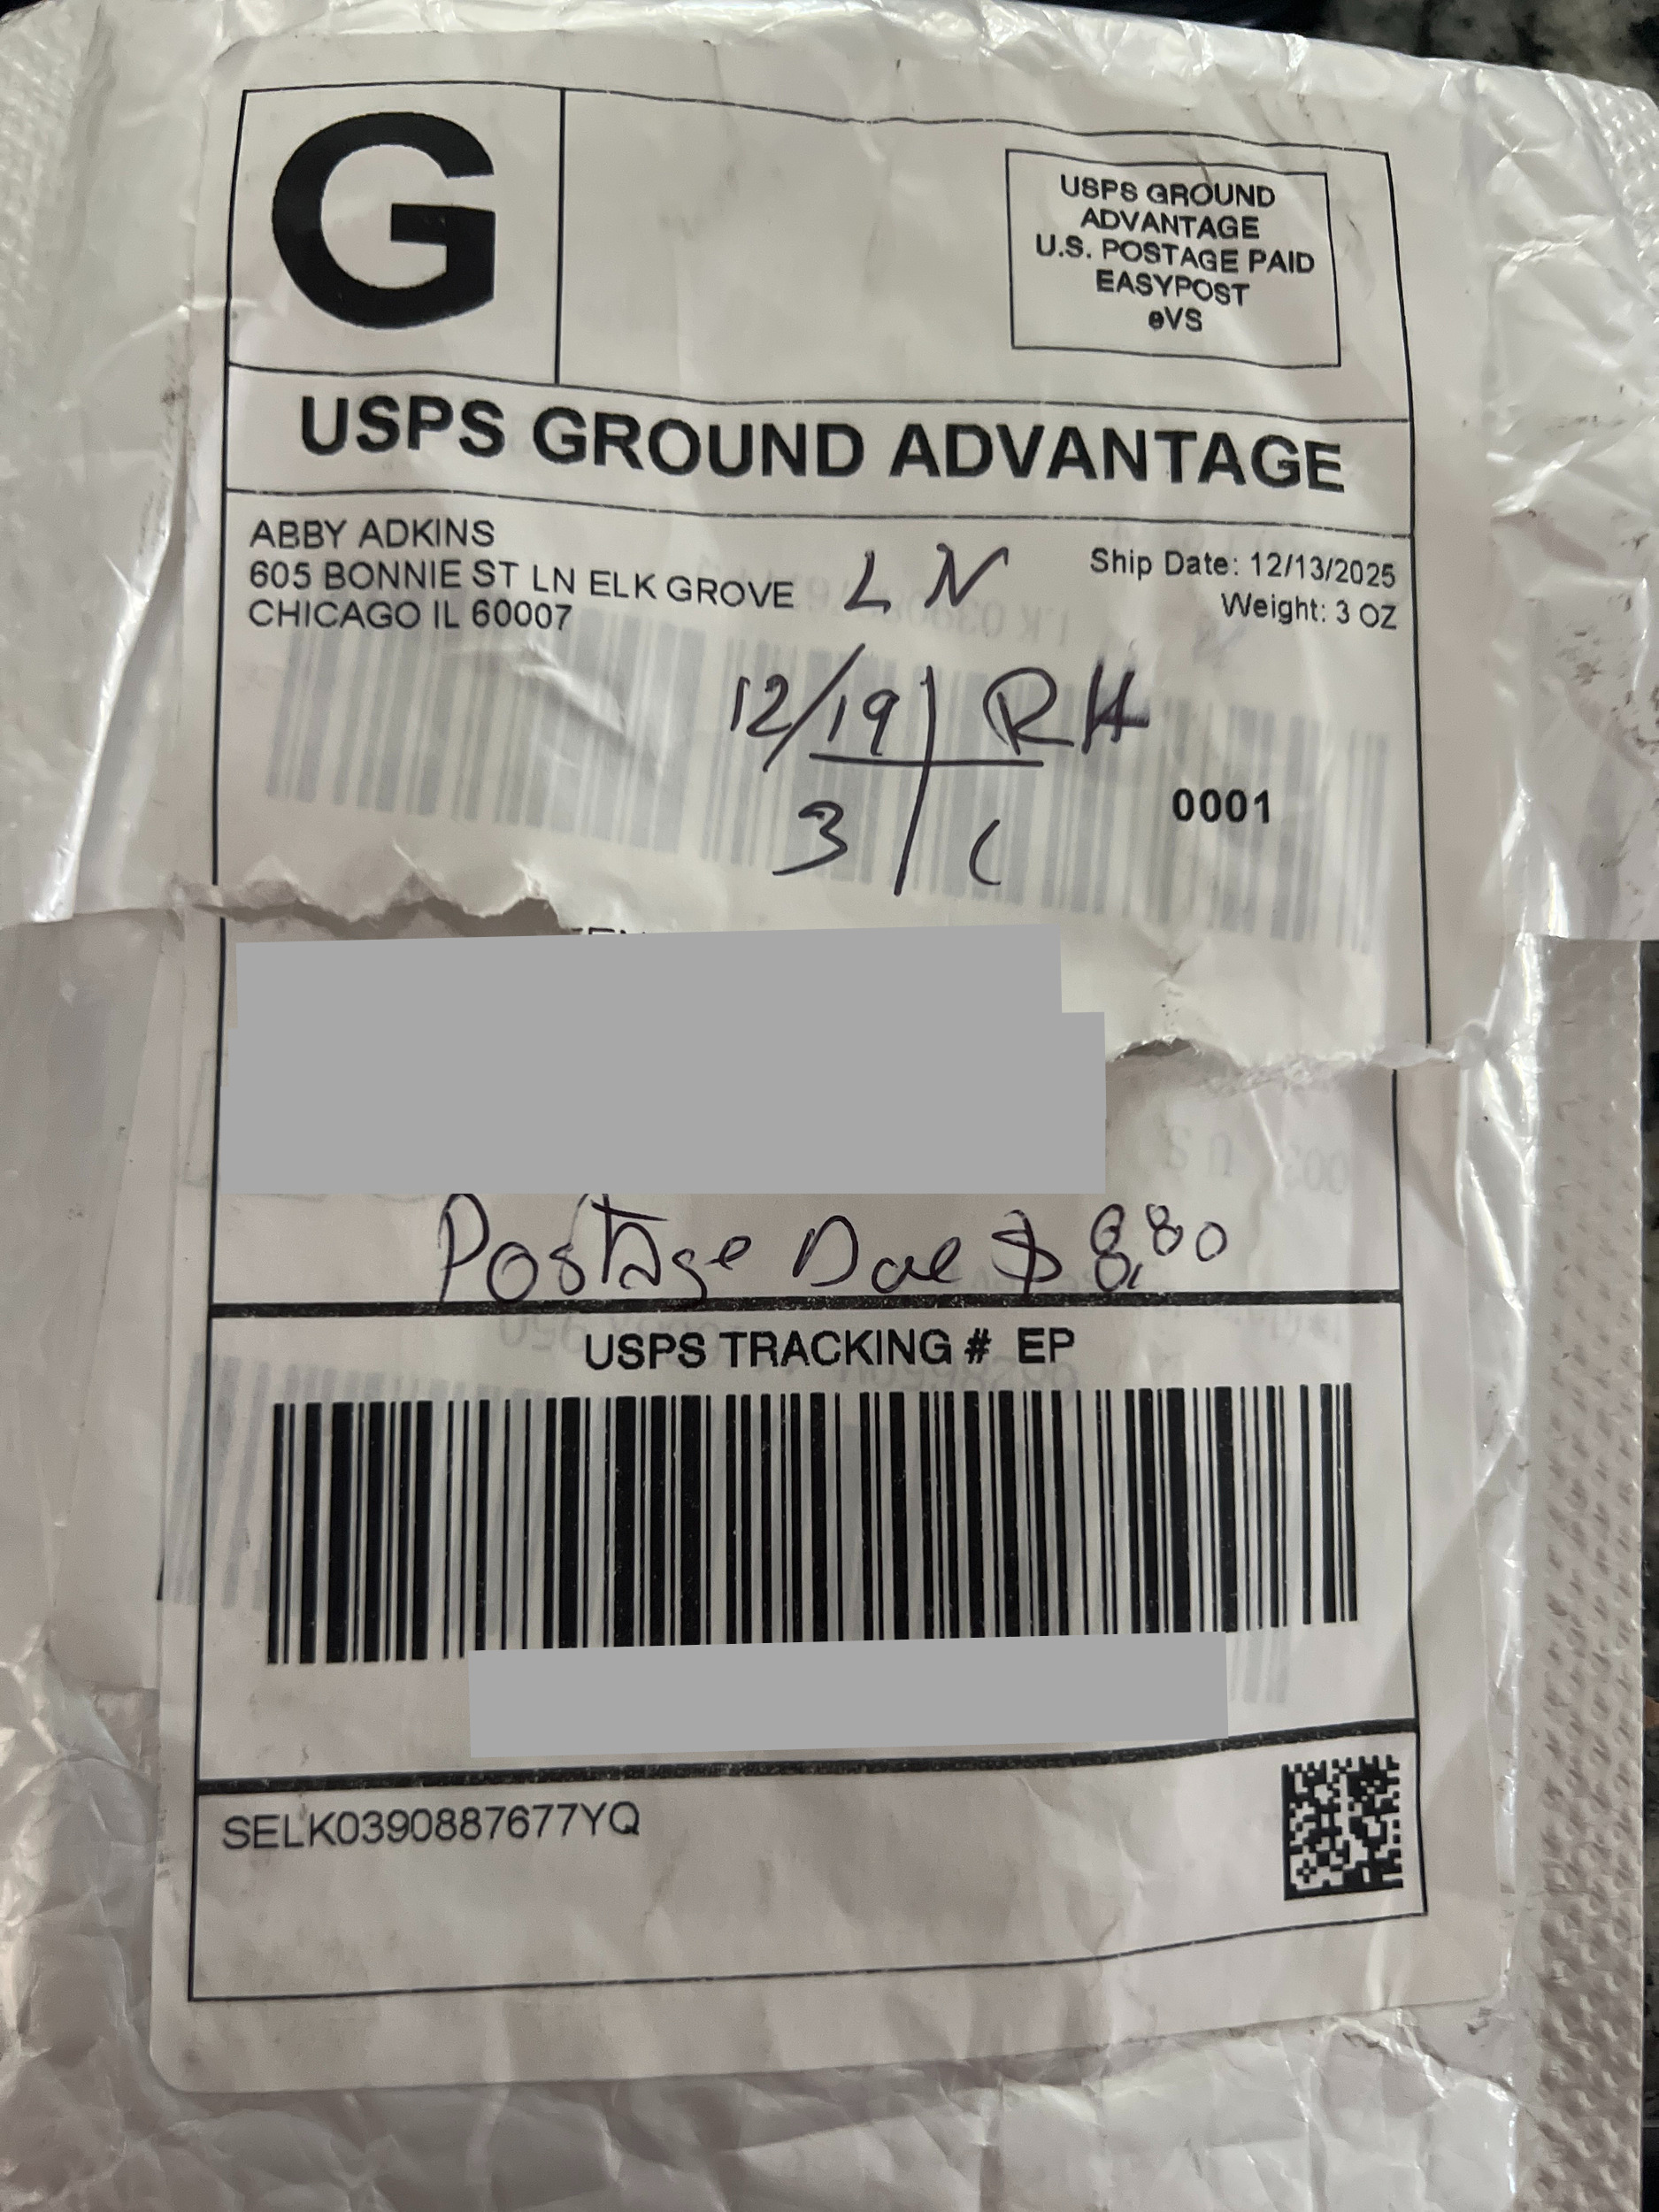 G
USPS GROUND
ADVANTAGE
U.S. POSTAGE PAID
EASYPOST
eVS
USPS GROUND ADVANTAGE
ABBY ADKINS
605 BONNIE ST LN ELK GROVE
CHICAGO IL 60007
LN
Ship Date: 12/13/2025
Weight: 3 OZ
12/19 RH
3 C
0001
Postage Due $ 8.80
USPS TRACKING # EP
SELK0390887677YQ